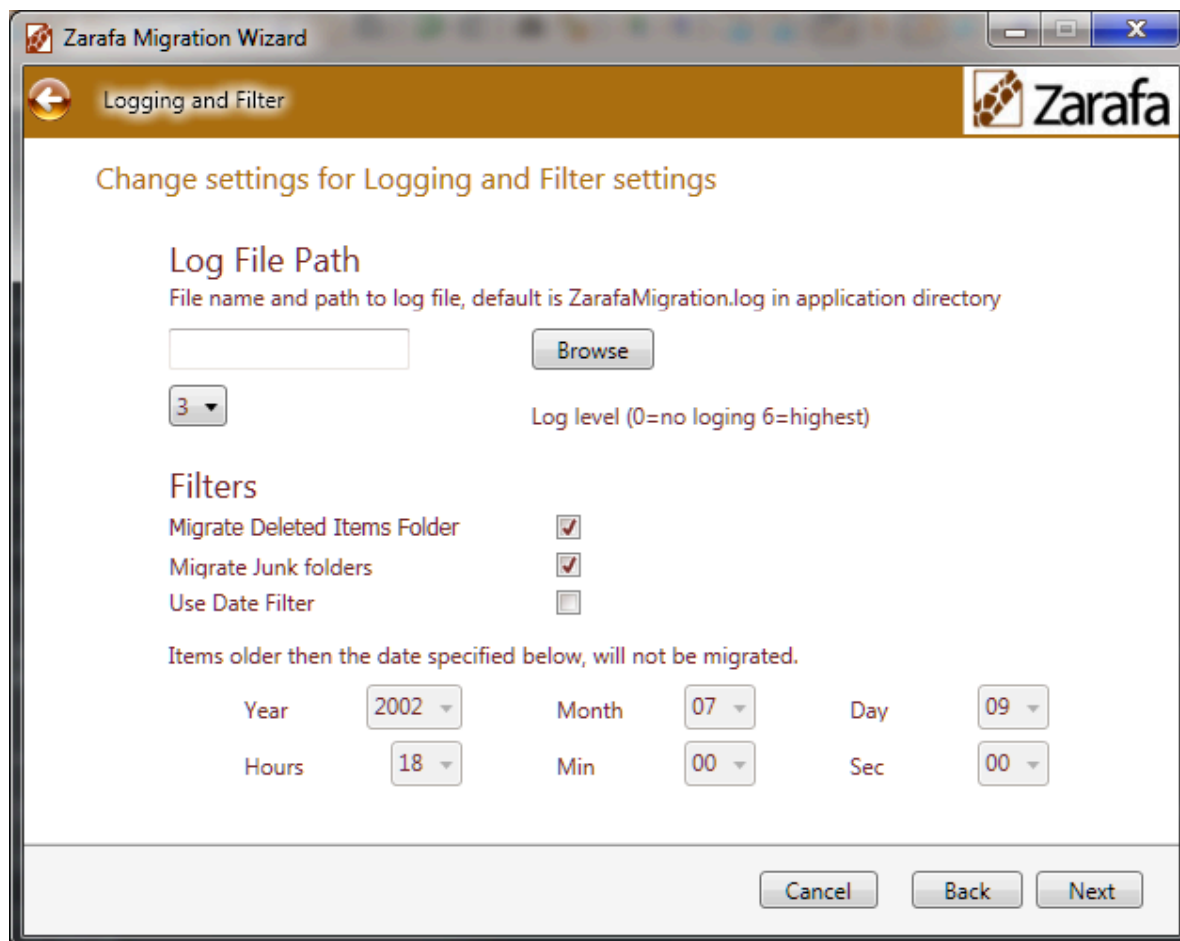 Zarafa Migration Wizard
Logging and Filter
Zarafa
Change settings for Logging and Filter settings
Log File Path
File name and path to log file, default is ZarafaMigration.log in application directory
Browse
3
Log level (0=no loging 6=highest)
Filters
Migrate Deleted Items Folder
Migrate Junk folders
Use Date Filter
Items older then the date specified below, will not be migrated.
Year 2002 Month 07 Day 09
Hours 18 Min 00 Sec 00
Cancel Back Next